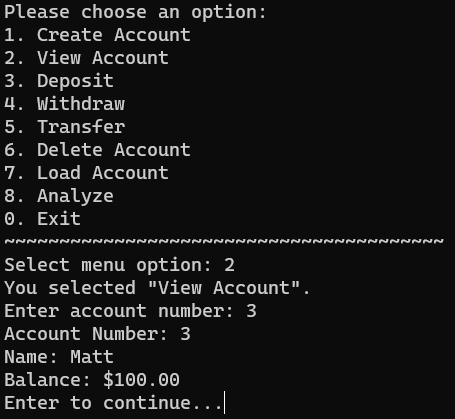 Please choose an option:
1. Create Account
2. View Account
3. Deposit
4. Withdraw
5. Transfer
6. Delete Account
7. Load Account
8. Analyze
0. Exit
~~~~~~~~~~~~~~~~~~~~~~~~~~~~~~~~~~~~~~~~
Select menu option: 2
You selected "View Account".
Enter account number: 3
Account Number: 3
Name: Matt
Balance: $100.00
Enter to continue...